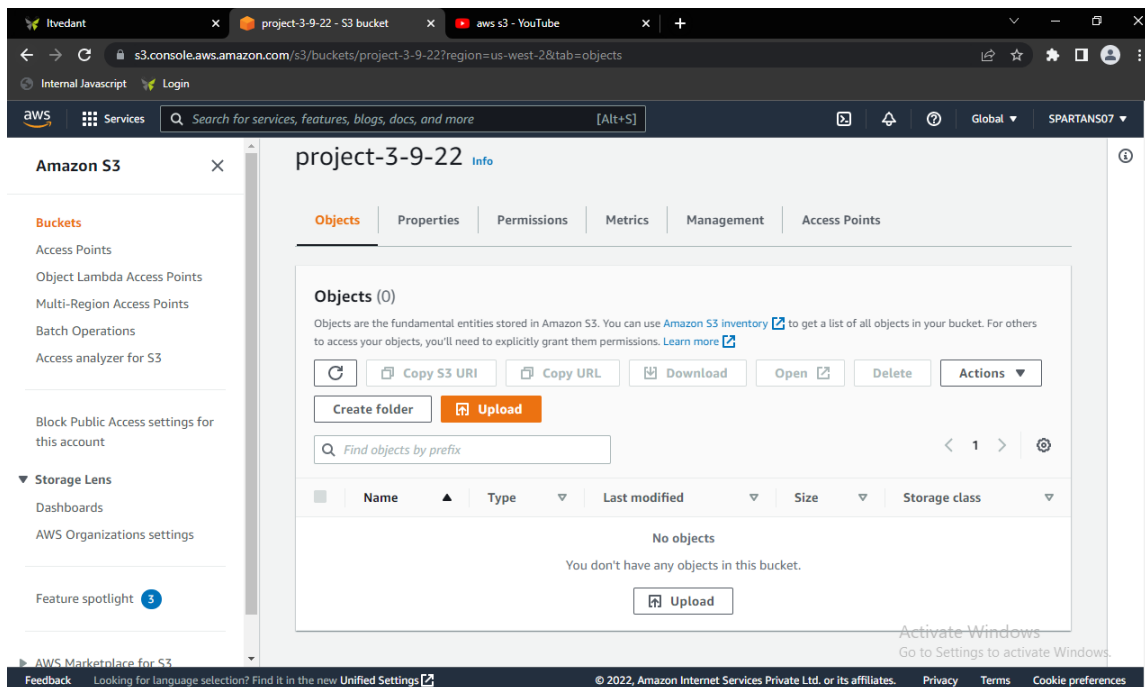 Itvedant
project-3-9-22 - S3 bucket
aws s3 - YouTube
s3.console.aws.amazon.com/s3/buckets/project-3-9-22?region=us-west-2&tab=objects
Internal Javascript
Login
aws
Services
Search for services, features, blogs, docs, and more
[Alt+S]
Global
SPARTANS07
Amazon S3
Buckets
Access Points
Object Lambda Access Points
Multi-Region Access Points
Batch Operations
Access analyzer for S3
Block Public Access settings for
this account
Storage Lens
Dashboards
AWS Organizations settings
Feature spotlight 3
AWS Marketplace for S3
project-3-9-22 Info
Objects
Properties
Permissions
Metrics
Management
Access Points
Objects (0)
Objects are the fundamental entities stored in Amazon S3. You can use Amazon S3 inventory to get a list of all objects in your bucket. For others
to access your objects, you'll need to explicitly grant them permissions. Learn more
Copy S3 URI
Copy URL
Download
Open
Delete
Actions
Create folder
Upload
Find objects by prefix
1
Name
Type
Last modified
Size
Storage class
No objects
You don't have any objects in this bucket.
Upload
Activate Windows
Go to Settings to activate Windows.
Feedback
Looking for language selection? Find it in the new Unified Settings
© 2022, Amazon Internet Services Private Ltd. or its affiliates.
Privacy
Terms
Cookie preferences